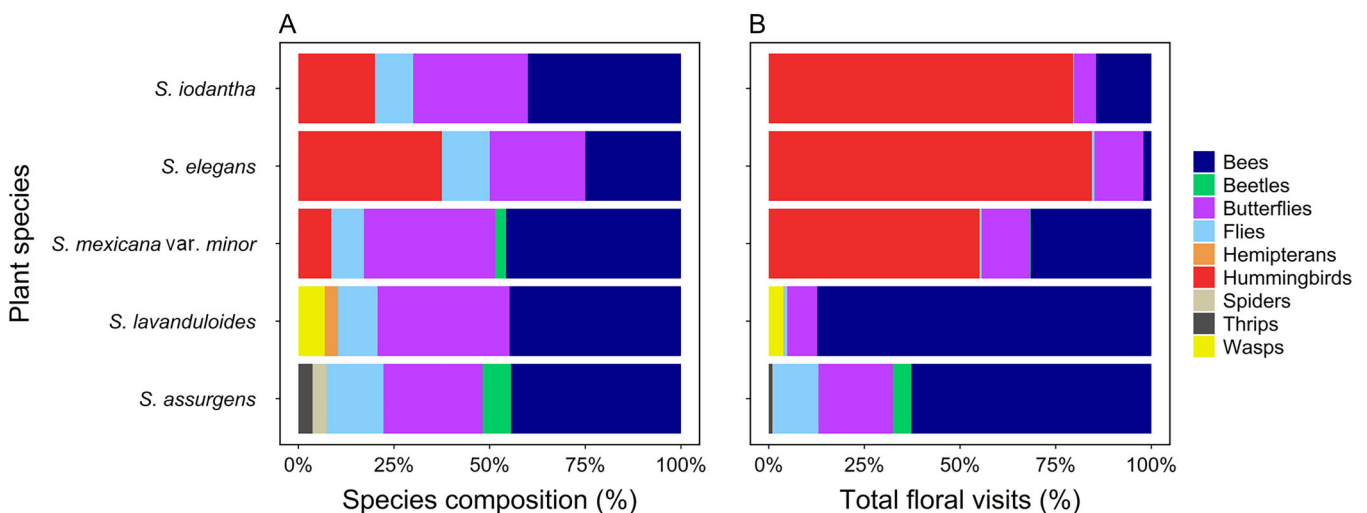 A
B
Plant species
S. iodantha
S. elegans
S. mexicana var. minor
S. lavanduloides
S. assurgens
0%
25%
50%
75%
100%
0%
25%
50%
75%
100%
Species composition (%)
Total floral visits (%)
Bees
Beetles
Butterflies
Flies
Hemipterans
Hummingbirds
Spiders
Thrips
Wasps